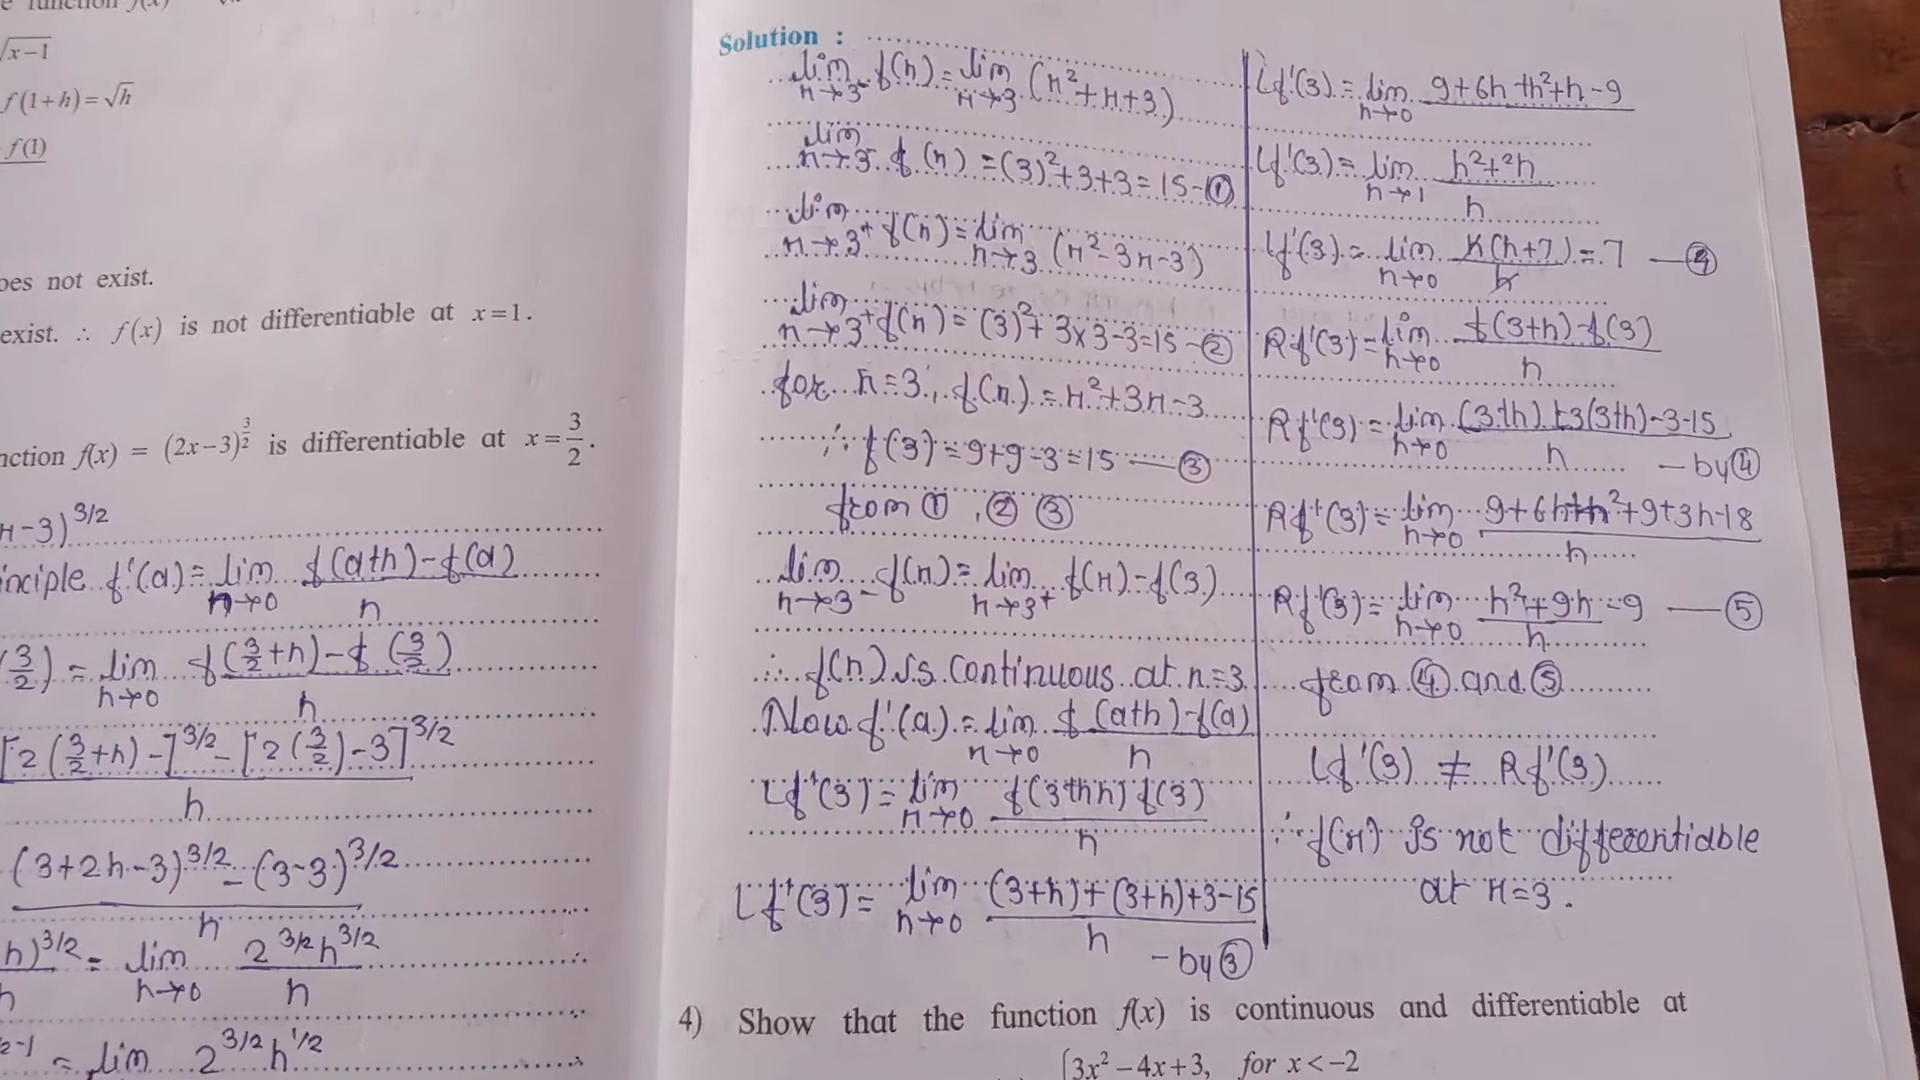 √x−1
f(1+h)=√h
f(1)
oes not exist.
exist. ∴ f(x) is not differentiable at x=1.
nction f(x) = (2x−3)^3/2 is differentiable at x=3/2.
-3)^3/2
inciple f'(a)= lim h→0 f(a+h)-f(a) / h
(3/2) = lim h→0 f(3/2+h)-f(3/2) / h
[2(3/2+h)-]^3/2-[2(3/2)-3]^3/2 / h
(3+2h-3)^3/2-(3-3)^3/2 / h
h)^3/2 = lim h→0 2^3/2 h^3/2 / h
= lim 2^3/2 h^1/2
Solution :
lim x→3- f(x)=lim x→3 (x²+x+3)
lim x→3- f(x) =(3)²+3+3=15-①
lim x→3+ f(x)=lim x→3 (x²-3x-3)
lim x→3+ f(x)= (3)²+3x3-3=15-②
for x=3, f(x)=x²+3x-3
∴ f(3)=9+9-3=15 — ③
from ① , ② ③
lim x→3- f(x)=lim x→3+ f(x)-f(3)
∴ f(x) is continuous at x=3
Now f'(a)=lim h→0 f(a+h)-f(a) / h
Lf'(3)=lim h→0 f(3+hh) f(3) / h
Lf'(3)= lim h→0 (3+h)+(3+h)+3-15 / h
-by③
Lf'(3)= lim h→0 9+6h+h²+h-9
Lf'(3)= lim h→1 h²+²h / h
Lf'(3)= lim h→0 h(h+7) / h =7 —④
Rf'(3)=lim h→0 f(3+h)-f(3) / h
Rf'(3)= lim h→0 (3+h)+3(3+h)-3-15 / h
-by④
Rf'(3)= lim h→0 9+6h+h²+9+3h-18 / h
Rf'(3)= lim h→0 h²+9h / h =9 —⑤
from ④ and ⑤
Lf'(3) ≠ Rf'(3)
∴ f(x) is not differentiable
at x=3.
4) Show that the function f(x) is continuous and differentiable at
3x²−4x+3, for x<−2